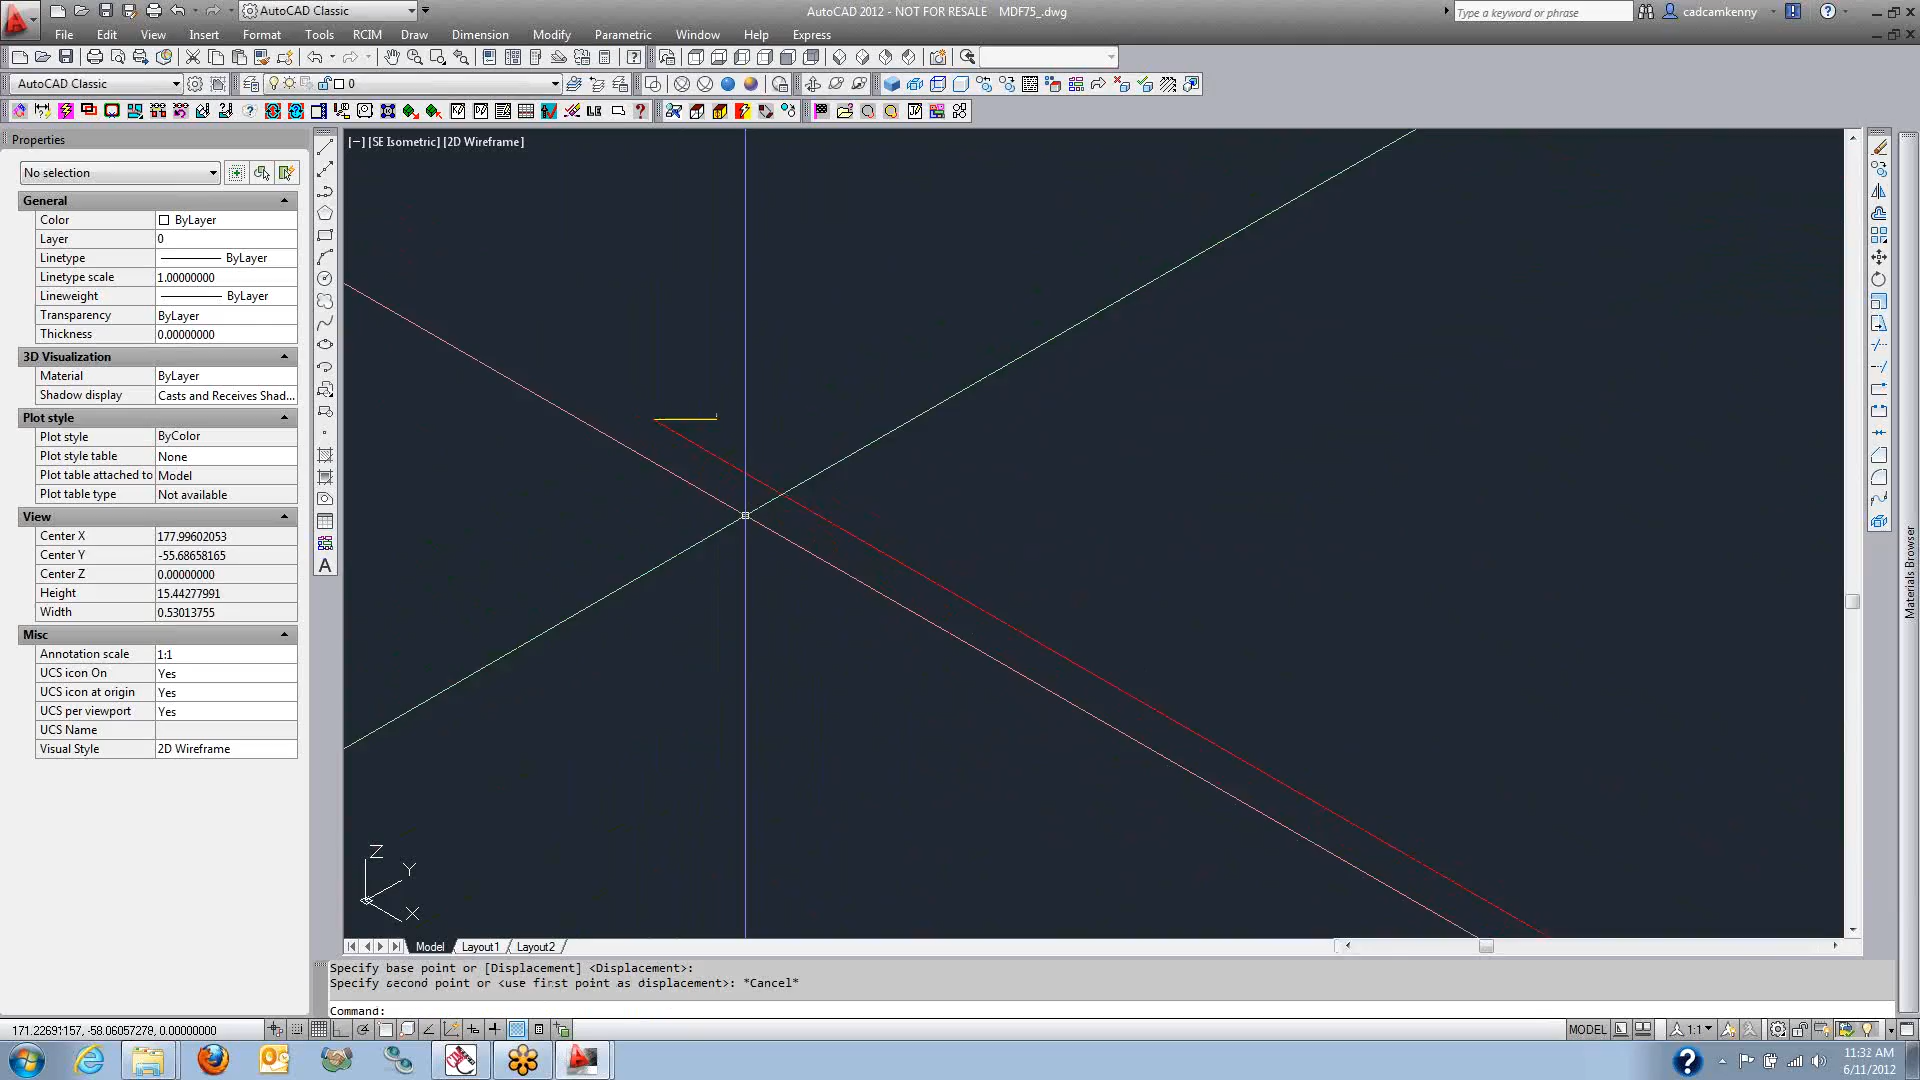 AutoCAD Classic
AutoCAD 2012 - NOT FOR RESALE MDF75_.dwg
Type a keyword or phrase
cadcamkenny
File Edit View Insert Format Tools RCIM Draw Dimension Modify Parametric Window Help Express
AutoCAD Classic
0
Properties
No selection
General
Color ByLayer
Layer 0
Linetype ByLayer
Linetype scale 1.00000000
Lineweight ByLayer
Transparency ByLayer
Thickness 0.00000000
3D Visualization
Material ByLayer
Shadow display Casts and Receives Shad...
Plot style
Plot style ByColor
Plot style table None
Plot table attached to Model
Plot table type Not available
View
Center X 177.99602053
Center Y -55.68658165
Center Z 0.00000000
Height 15.44277991
Width 0.53013755
Misc
Annotation scale 1:1
UCS icon On Yes
UCS icon at origin Yes
UCS per viewport Yes
UCS Name
Visual Style 2D Wireframe
[−][SE Isometric][2D Wireframe]
Z
Y
X
Materials Browser
Model Layout1 Layout2
Specify base point or [Displacement] <Displacement>:
Specify second point or <use first point as displacement>: *Cancel*
Command:
171.22691157, -58.06057278, 0.00000000
MODEL
1:1
11:32 AM
6/11/2012